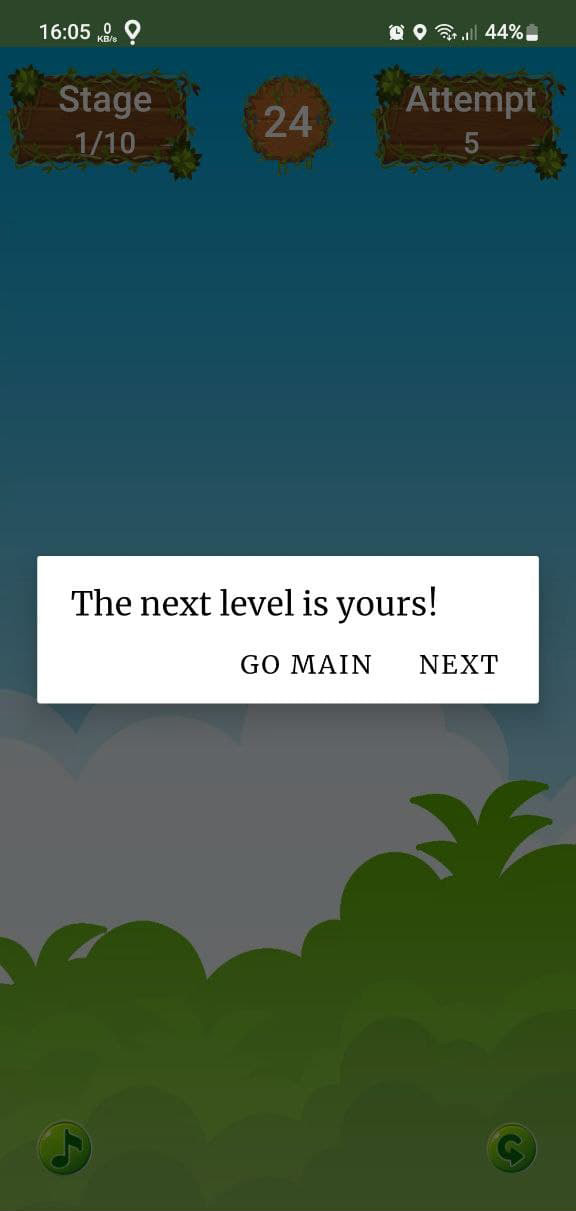 16:05 0 KB/s 44%
Stage
1/10
24
Attempt
5
The next level is yours!
GO MAIN NEXT